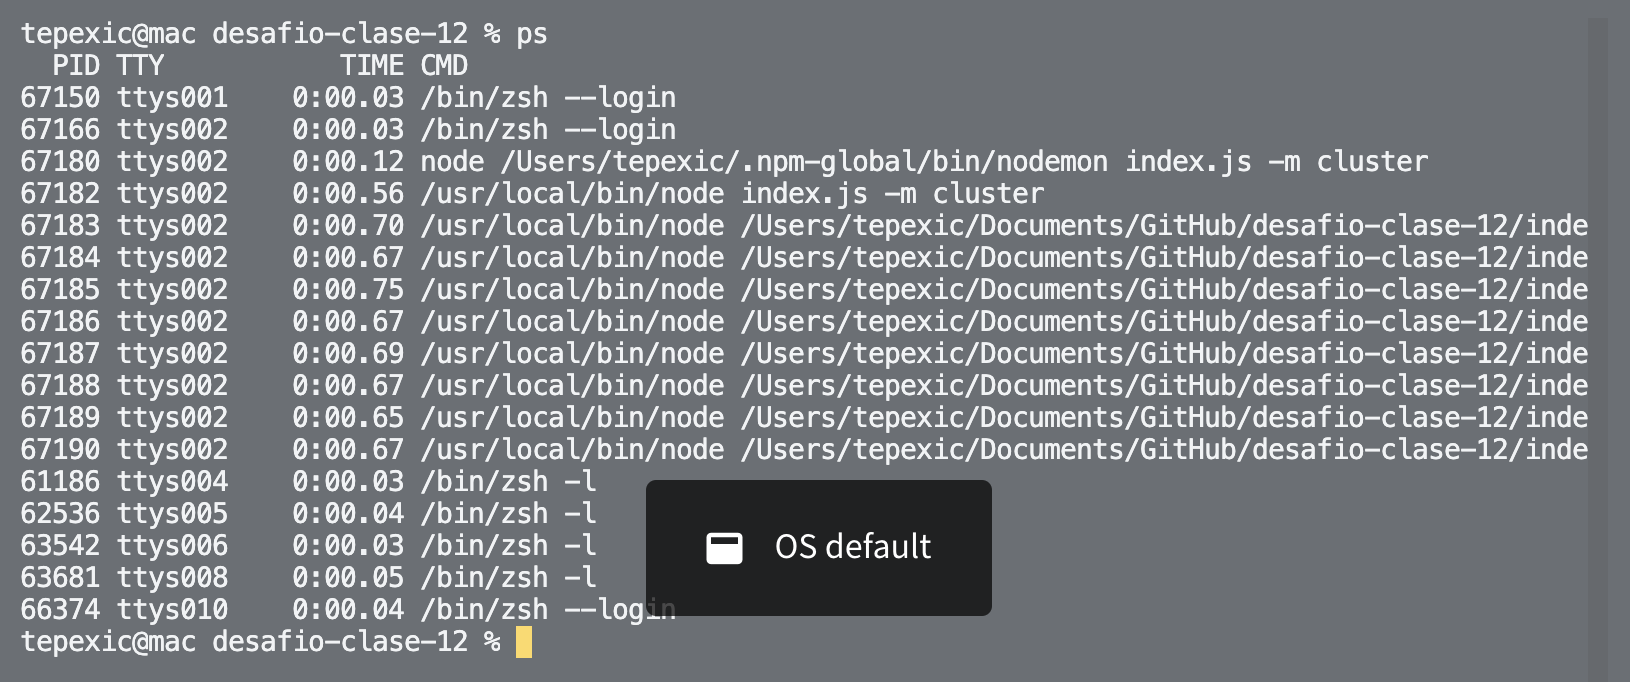 tepexic@mac desafio-clase-12 % ps
  PID TTY           TIME CMD
67150 ttys001    0:00.03 /bin/zsh --login
67166 ttys002    0:00.03 /bin/zsh --login
67180 ttys002    0:00.12 node /Users/tepexic/.npm-global/bin/nodemon index.js -m cluster
67182 ttys002    0:00.56 /usr/local/bin/node index.js -m cluster
67183 ttys002    0:00.70 /usr/local/bin/node /Users/tepexic/Documents/GitHub/desafio-clase-12/inde
67184 ttys002    0:00.67 /usr/local/bin/node /Users/tepexic/Documents/GitHub/desafio-clase-12/inde
67185 ttys002    0:00.75 /usr/local/bin/node /Users/tepexic/Documents/GitHub/desafio-clase-12/inde
67186 ttys002    0:00.67 /usr/local/bin/node /Users/tepexic/Documents/GitHub/desafio-clase-12/inde
67187 ttys002    0:00.69 /usr/local/bin/node /Users/tepexic/Documents/GitHub/desafio-clase-12/inde
67188 ttys002    0:00.67 /usr/local/bin/node /Users/tepexic/Documents/GitHub/desafio-clase-12/inde
67189 ttys002    0:00.65 /usr/local/bin/node /Users/tepexic/Documents/GitHub/desafio-clase-12/inde
67190 ttys002    0:00.67 /usr/local/bin/node /Users/tepexic/Documents/GitHub/desafio-clase-12/inde
61186 ttys004    0:00.03 /bin/zsh -l
62536 ttys005    0:00.04 /bin/zsh -l
63542 ttys006    0:00.03 /bin/zsh -l
63681 ttys008    0:00.05 /bin/zsh -l
66374 ttys010    0:00.04 /bin/zsh --login
tepexic@mac desafio-clase-12 %
OS default